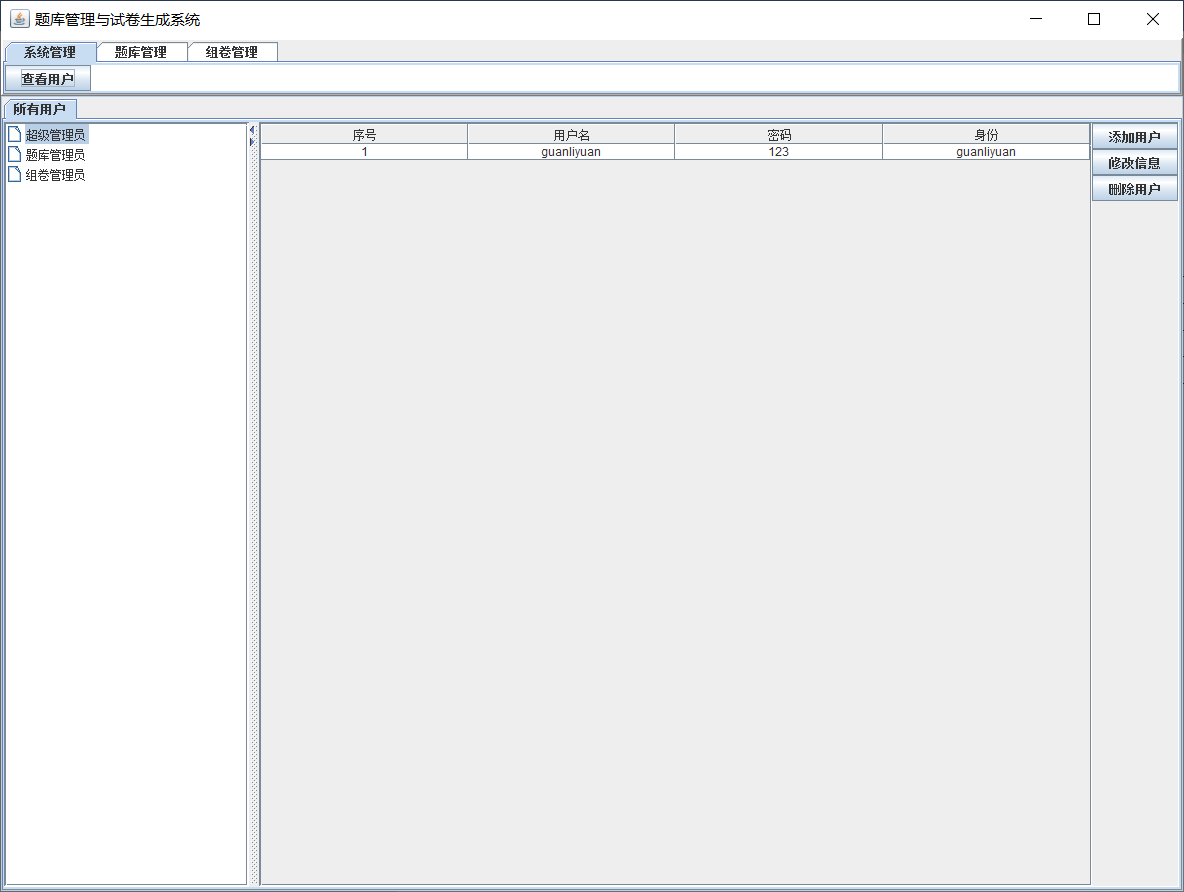 题库管理与试卷生成系统
系统管理 题库管理 组卷管理
查看用户
所有用户
超级管理员
题库管理员
组卷管理员
序号 用户名 密码 身份
1 guanliyuan 123 guanliyuan
添加用户
修改信息
删除用户